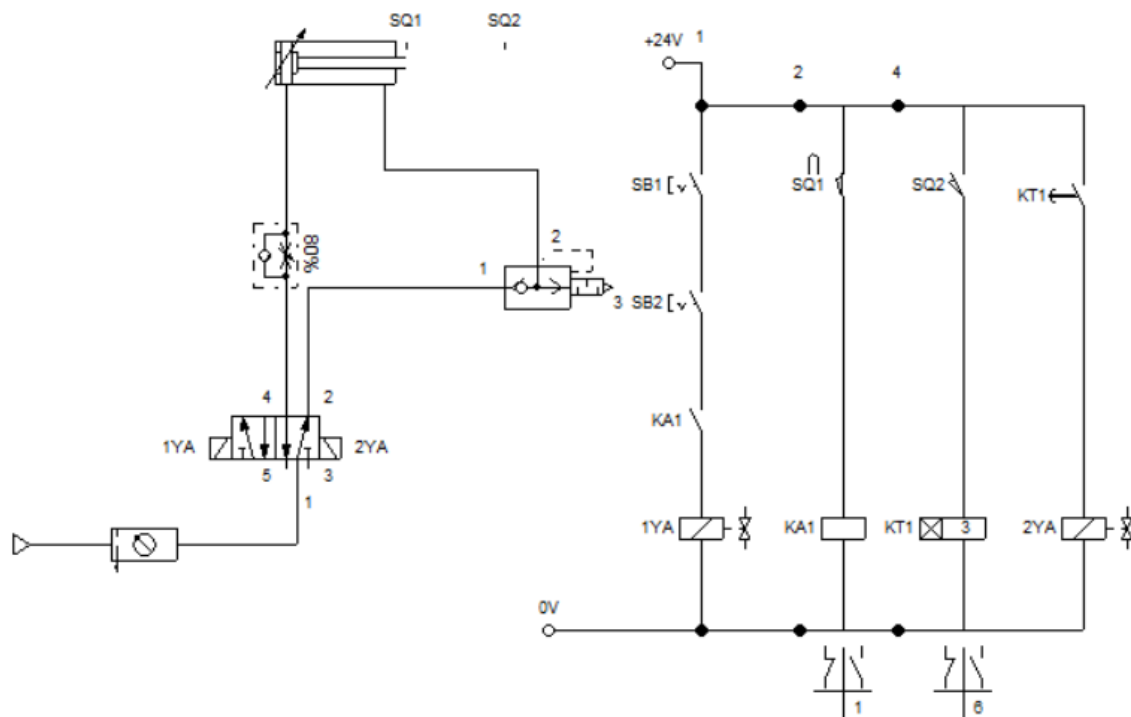 SQ1 SQ2
+24V 1
2 4
SB1 SQ1 SQ2 KT1
80%
2
1
3 SB2
4 2
KA1
1YA 2YA
5 3
1
1YA KA1 KT1 3 2YA
0V
1 6